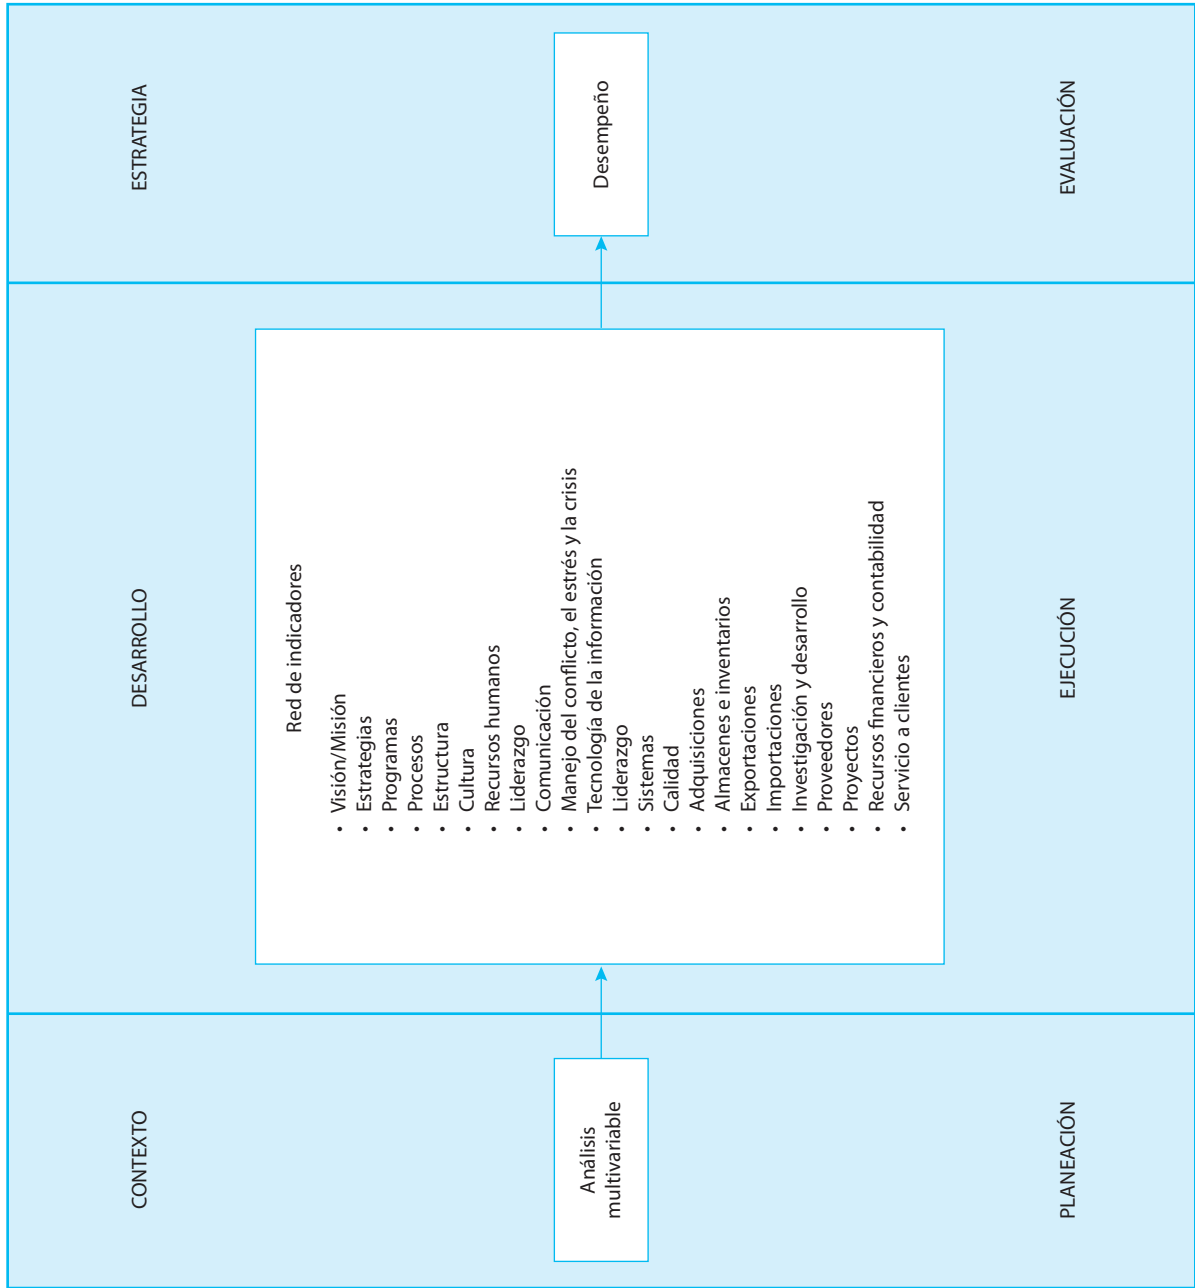 CONTEXTO
DESARROLLO
ESTRATEGIA
Análisis
multivariable
Red de indicadores
• Visión/Misión
• Estrategias
• Programas
• Procesos
• Estructura
• Cultura
• Recursos humanos
• Liderazgo
• Comunicación
• Manejo del conflicto, el estrés y la crisis
• Tecnología de la información
• Liderazgo
• Sistemas
• Calidad
• Adquisiciones
• Almacenes e inventarios
• Exportaciones
• Importaciones
• Investigación y desarrollo
• Proveedores
• Proyectos
• Recursos financieros y contabilidad
• Servicio a clientes
Desempeño
PLANEACIÓN
EJECUCIÓN
EVALUACIÓN